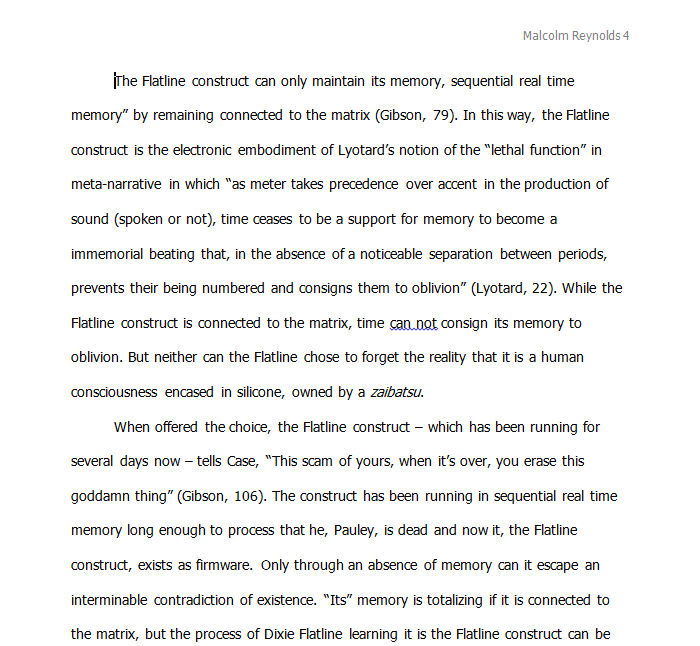 Malcolm Reynolds 4
The Flatline construct can only maintain its memory, sequential real time
memory” by remaining connected to the matrix (Gibson, 79). In this way, the Flatline
construct is the electronic embodiment of Lyotard’s notion of the “lethal function” in
meta-narrative in which “as meter takes precedence over accent in the production of
sound (spoken or not), time ceases to be a support for memory to become a
immemorial beating that, in the absence of a noticeable separation between periods,
prevents their being numbered and consigns them to oblivion” (Lyotard, 22). While the
Flatline construct is connected to the matrix, time can not consign its memory to
oblivion. But neither can the Flatline chose to forget the reality that it is a human
consciousness encased in silicone, owned by a zaibatsu.
When offered the choice, the Flatline construct – which has been running for
several days now – tells Case, “This scam of yours, when it’s over, you erase this
goddamn thing” (Gibson, 106). The construct has been running in sequential real time
memory long enough to process that he, Pauley, is dead and now it, the Flatline
construct, exists as firmware. Only through an absence of memory can it escape an
interminable contradiction of existence. “Its” memory is totalizing if it is connected to
the matrix, but the process of Dixie Flatline learning it is the Flatline construct can be